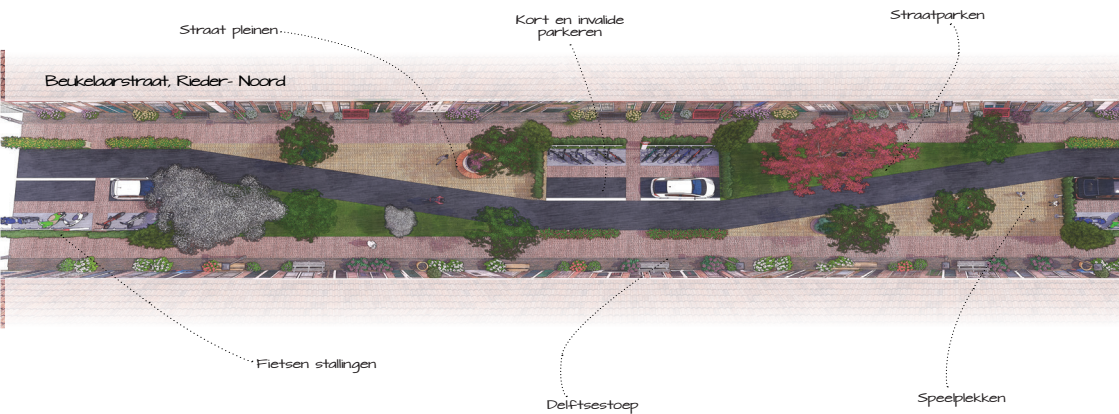 Straat pleinen
Kort en invalide
parkeren
Straatparken
Beukelaarstraat, Rieder- Noord
Fietsen stallingen
Delftsestoep
Speelplekken